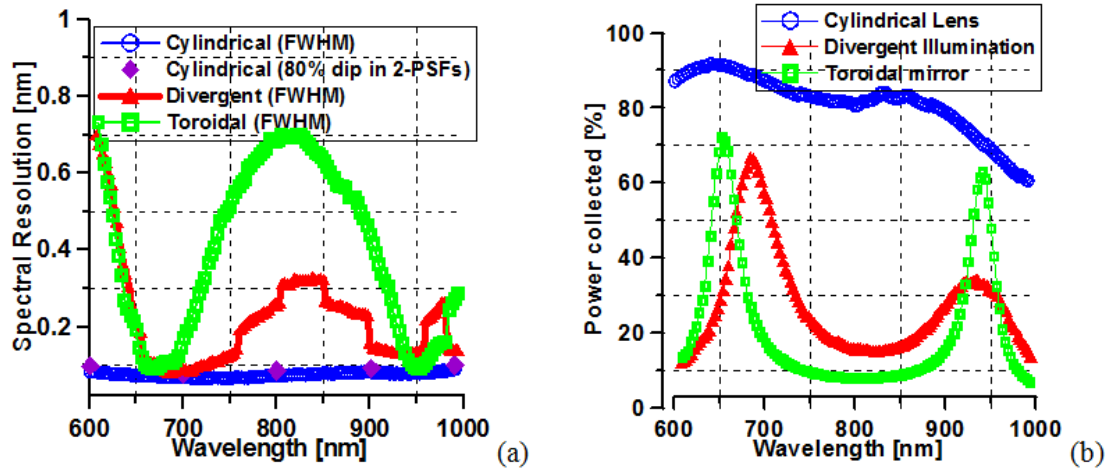 1
0.8
0.6
0.4
0.2
Spectral Resolution [nm]
Cylindrical (FWHM)
Cylindrical (80% dip in 2-PSFs)
Divergent (FWHM)
Toroidal (FWHM)
600 700 800 900 1000
Wavelength [nm]
(a)
100
80
60
40
20
0
Power collected [%]
Cylindrical Lens
Divergent Illumination
Toroidal mirror
600 700 800 900 1000
Wavelength [nm]
(b)